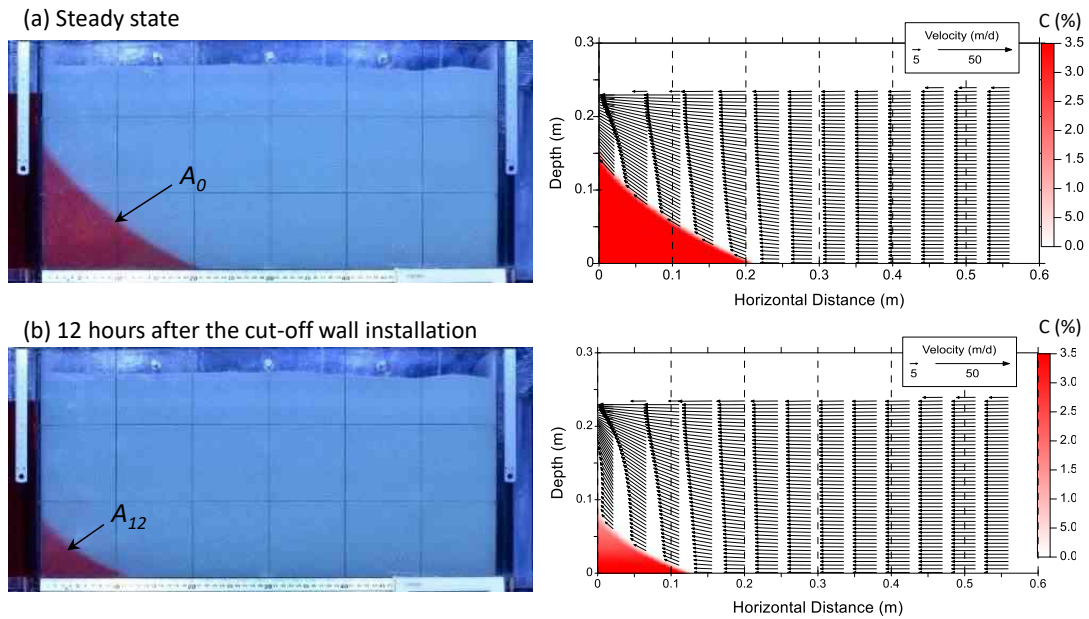 (a) Steady state
A0
C (%)
Velocity (m/d)
5 50
0.3
0.2
0.1
0
Depth (m)
0 0.1 0.2 0.3 0.4 0.5 0.6
Horizontal Distance (m)
3.5
3.0
2.5
2.0
1.5
1.0
5.0
0.0
(b) 12 hours after the cut-off wall installation
A12
C (%)
Velocity (m/d)
5 50
0.3
0.2
0.1
0
Depth (m)
0 0.1 0.2 0.3 0.4 0.5 0.6
Horizontal Distance (m)
3.5
3.0
2.5
2.0
1.5
1.0
5.0
0.0